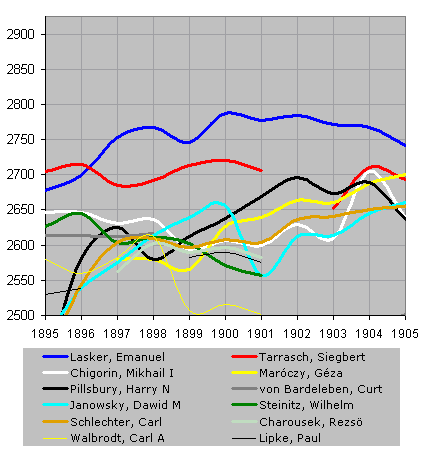 2900
2850
2800
2750
2700
2650
2600
2550
2500
1895 1896 1897 1898 1899 1900 1901 1902 1903 1904 1905
Lasker, Emanuel Tarrasch, Siegbert
Chigorin, Mikhail I Maróczy, Géza
Pillsbury, Harry N von Bardeleben, Curt
Janowsky, Dawid M Steinitz, Wilhelm
Schlechter, Carl Charousek, Rezsö
Walbrodt, Carl A Lipke, Paul